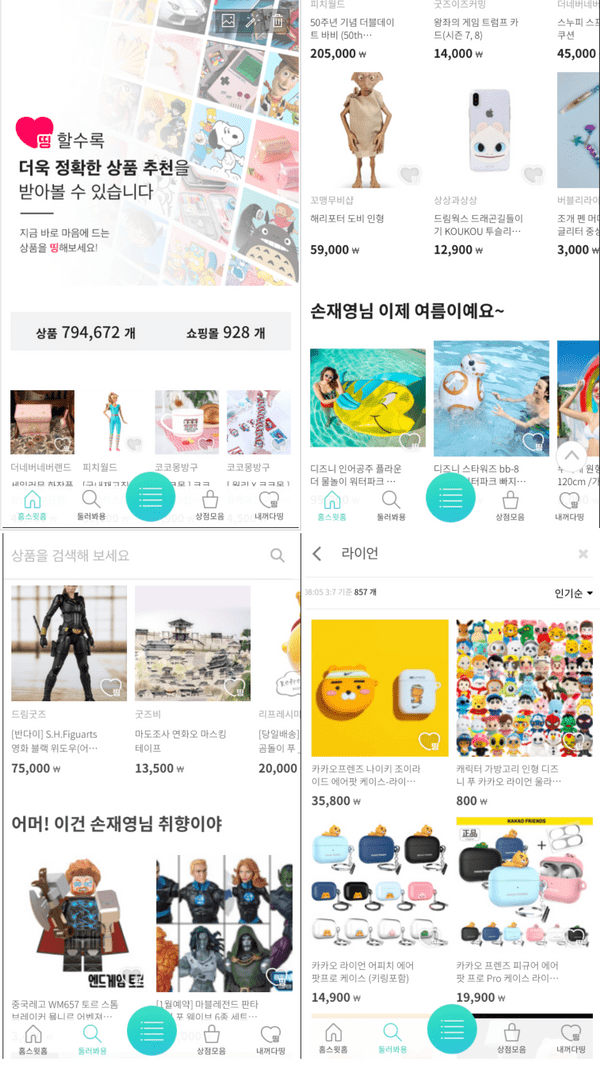 띵 할수록
더욱 정확한 상품 추천을
받아볼 수 있습니다
지금 바로 마음에 드는
상품을 띵해보세요!
상품 794,672 개
쇼핑몰 928 개
더네버네버랜드
피치월드
코코몽방구
코코몽방구
홈스윗홈
둘러봐용
상점모음
내꺼다띵
피치월드
굿즈이즈커밍
더네버네버
50주년 기념 더블데이
트 바비 (50th…
205,000 ₩
왕좌의 게임 트럼프 카
드(시즌 7, 8)
14,000 ₩
스누피 스프
쿠션
45,000
꼬맹무비샵
해리포터 도비 인형
59,000 ₩
상상과상상
드림웍스 드래곤길들이
기 KOUKOU 투슬리…
12,900 ₩
버블리라이
조개 펜 머
글리터 중성
3,000 ₩
손재영님 이제 여름이예요~
디즈니 인어공주 플라운
더 물놀이 워터파크 …
디즈니 스타워즈 bb-8
워터파크 빠지…
120cm /
홈스윗홈
둘러봐용
상점모음
내꺼다띵
상품을 검색해 보세요
드림굿즈
[반다이] S.H.Figuarts
영화 블랙 위도우(어…
75,000 ₩
굿즈비
마도조사 연화오 마스킹
테이프
13,500 ₩
리프레시미
[당일배송]
곰돌이 푸
20,000
어머! 이건 손재영님 취향이야
엔드게임 토르
중국레고 WM657 토르 스톰
브레이커 묠니르 어벤져…
[1월예약] 마블레전드 판타
스틱 포 웨이브 6종 세트…
홈스윗홈
둘러봐용
상점모음
내꺼다띵
라이언
08:05 3:7 기준 857 개
인기순
카카오프렌즈 나이키 조이라
이드 에어팟 케이스-라이…
35,800 ₩
캐릭터 가방고리 인형 디즈
니 푸 카카오 라이언 울라…
800 ₩
正品
KAKAO FRIENDS
카카오 라이언 어피치 에어
팟프로 케이스 (키링포함)
14,900 ₩
카카오 프렌즈 피규어 에어
팟 프로 Pro 케이스 라이…
19,900 ₩
홈스윗홈
둘러봐용
상점모음
내꺼다띵